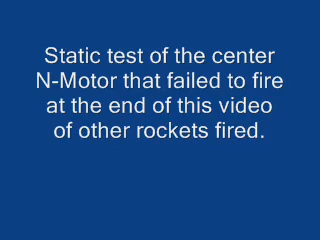 Static test of the center
N-Motor that failed to fire
at the end of this video
of other rockets fired.